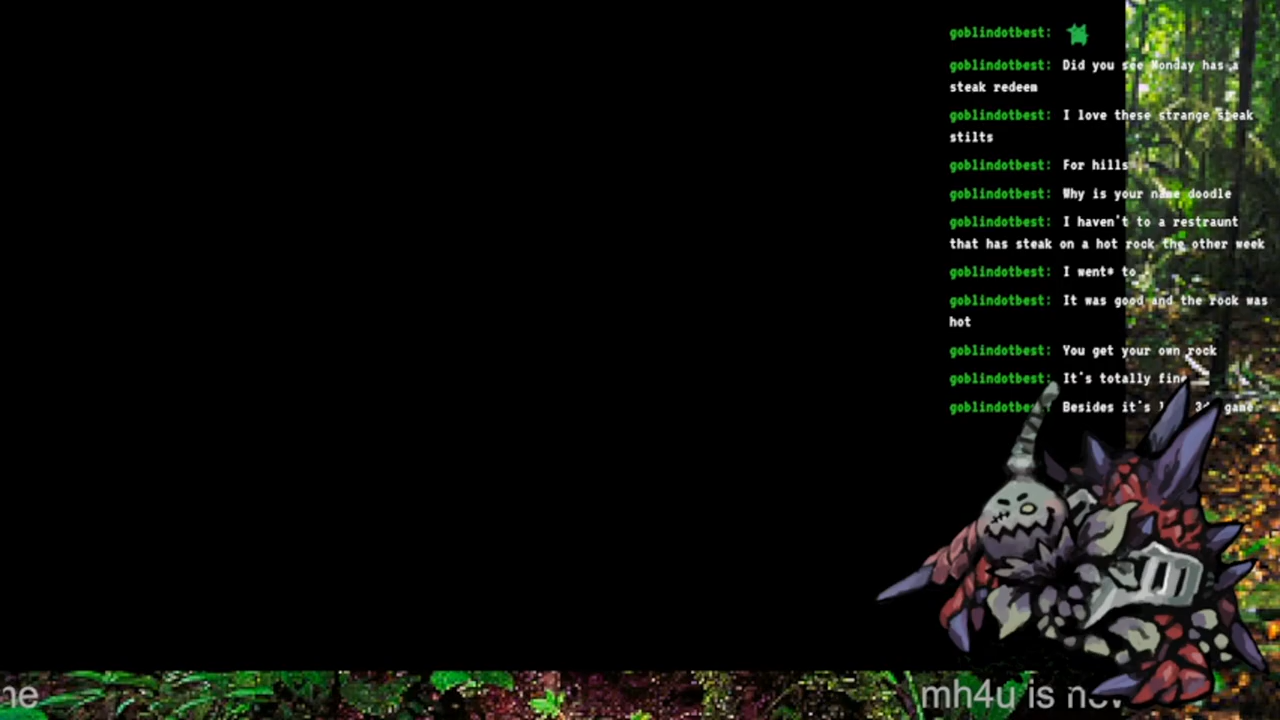 goblindotbest:
goblindotbest: Did you see Monday has a
steak redeem
goblindotbest: I love these strange steak
stilts
goblindotbest: For hills
goblindotbest: Why is your name doodle
goblindotbest: I haven't to a restraunt
that has steak on a hot rock the other week
goblindotbest: I went* to
goblindotbest: It was good and the rock was
hot
goblindotbest: You get your own rock
goblindotbest: It's totally fine
goblindotbest: Besides it's game
mh4u is